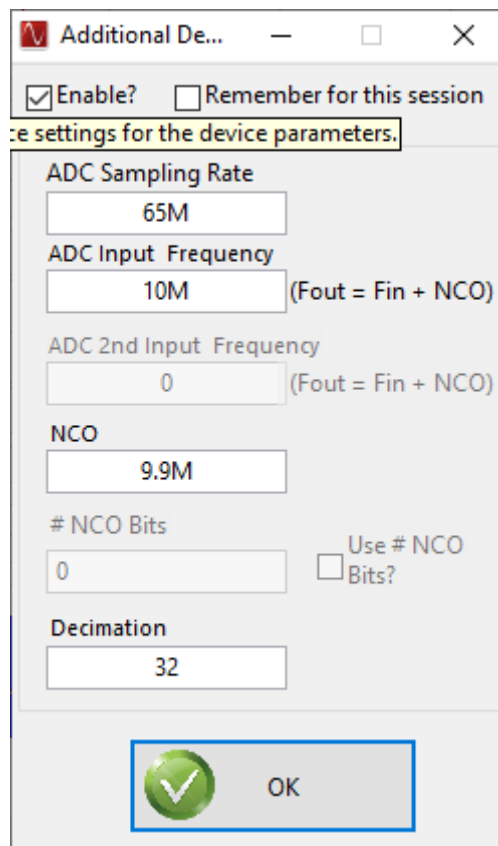 Additional De...
Enable? Remember for this session
ce settings for the device parameters.
ADC Sampling Rate
65M
ADC Input  Frequency
10M (Fout = Fin + NCO)
ADC 2nd Input  Frequency
0 (Fout = Fin + NCO)
NCO
9.9M
# NCO Bits
0 Use # NCO
Bits?
Decimation
32
OK